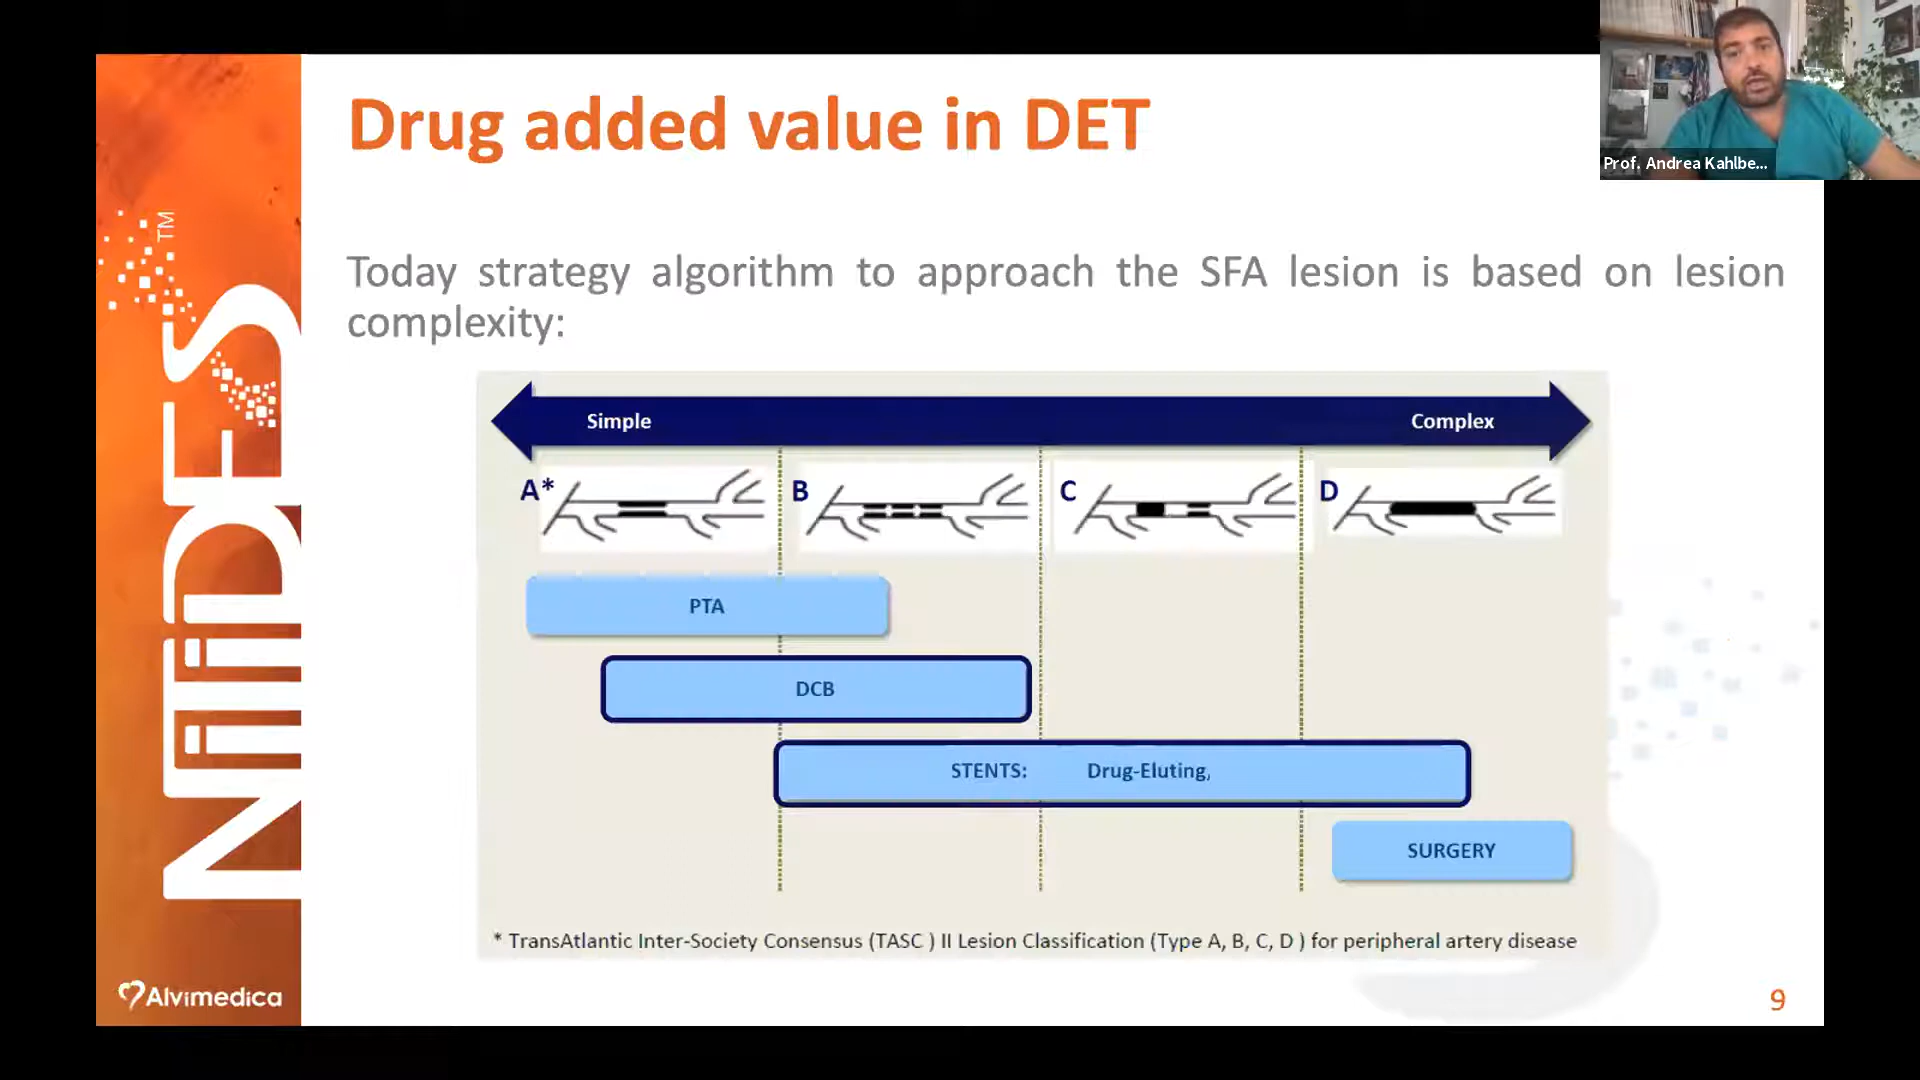 Drug added value in DET
Prof. Andrea Kahlbe...
Today strategy algorithm to approach the SFA lesion is based on lesion
complexity:
Simple
Complex
A*
B
C
D
PTA
DCB
STENTS: Drug-Eluting,
SURGERY
* TransAtlantic Inter-Society Consensus (TASC ) II Lesion Classification (Type A, B, C, D ) for peripheral artery disease
NiTiDES™
Alvimedica
9